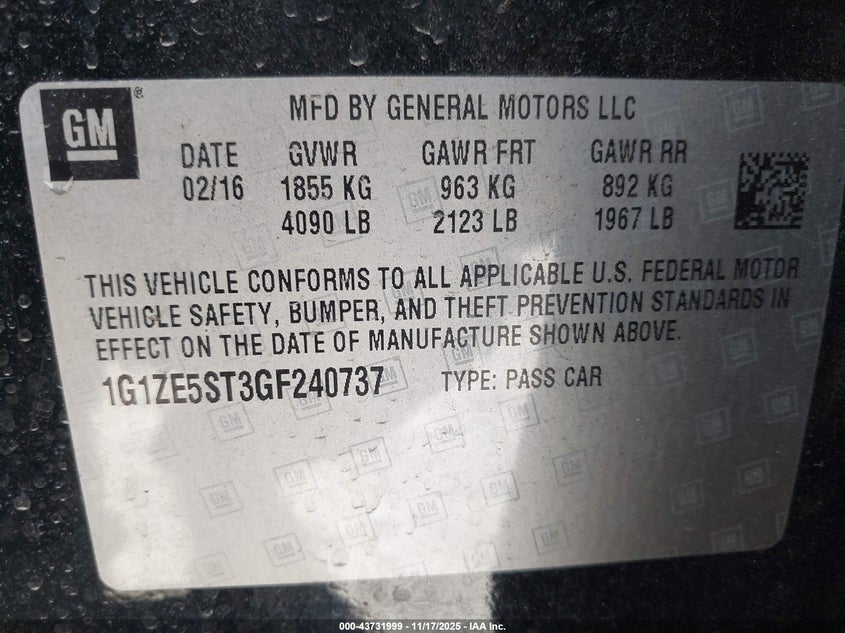 GM ®
MFD BY GENERAL MOTORS LLC
DATE GVWR GAWR FRT GAWR RR
02/16 1855 KG 963 KG 892 KG
4090 LB 2123 LB 1967 LB
THIS VEHICLE CONFORMS TO ALL APPLICABLE U.S. FEDERAL MOTOR
VEHICLE SAFETY, BUMPER, AND THEFT PREVENTION STANDARDS IN
EFFECT ON THE DATE OF MANUFACTURE SHOWN ABOVE.
1G1ZE5ST3GF240737 TYPE: PASS CAR
000-43731999 - 11/17/2025 - IAA Inc.